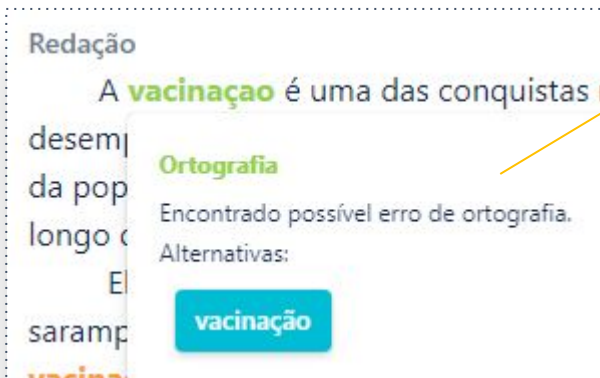 Redação
A vacinaçao é uma das conquistas
desemp
Ortografia
da pop
Encontrado possível erro de ortografia.
longo
Alternativas:
El
vacinação
saramp